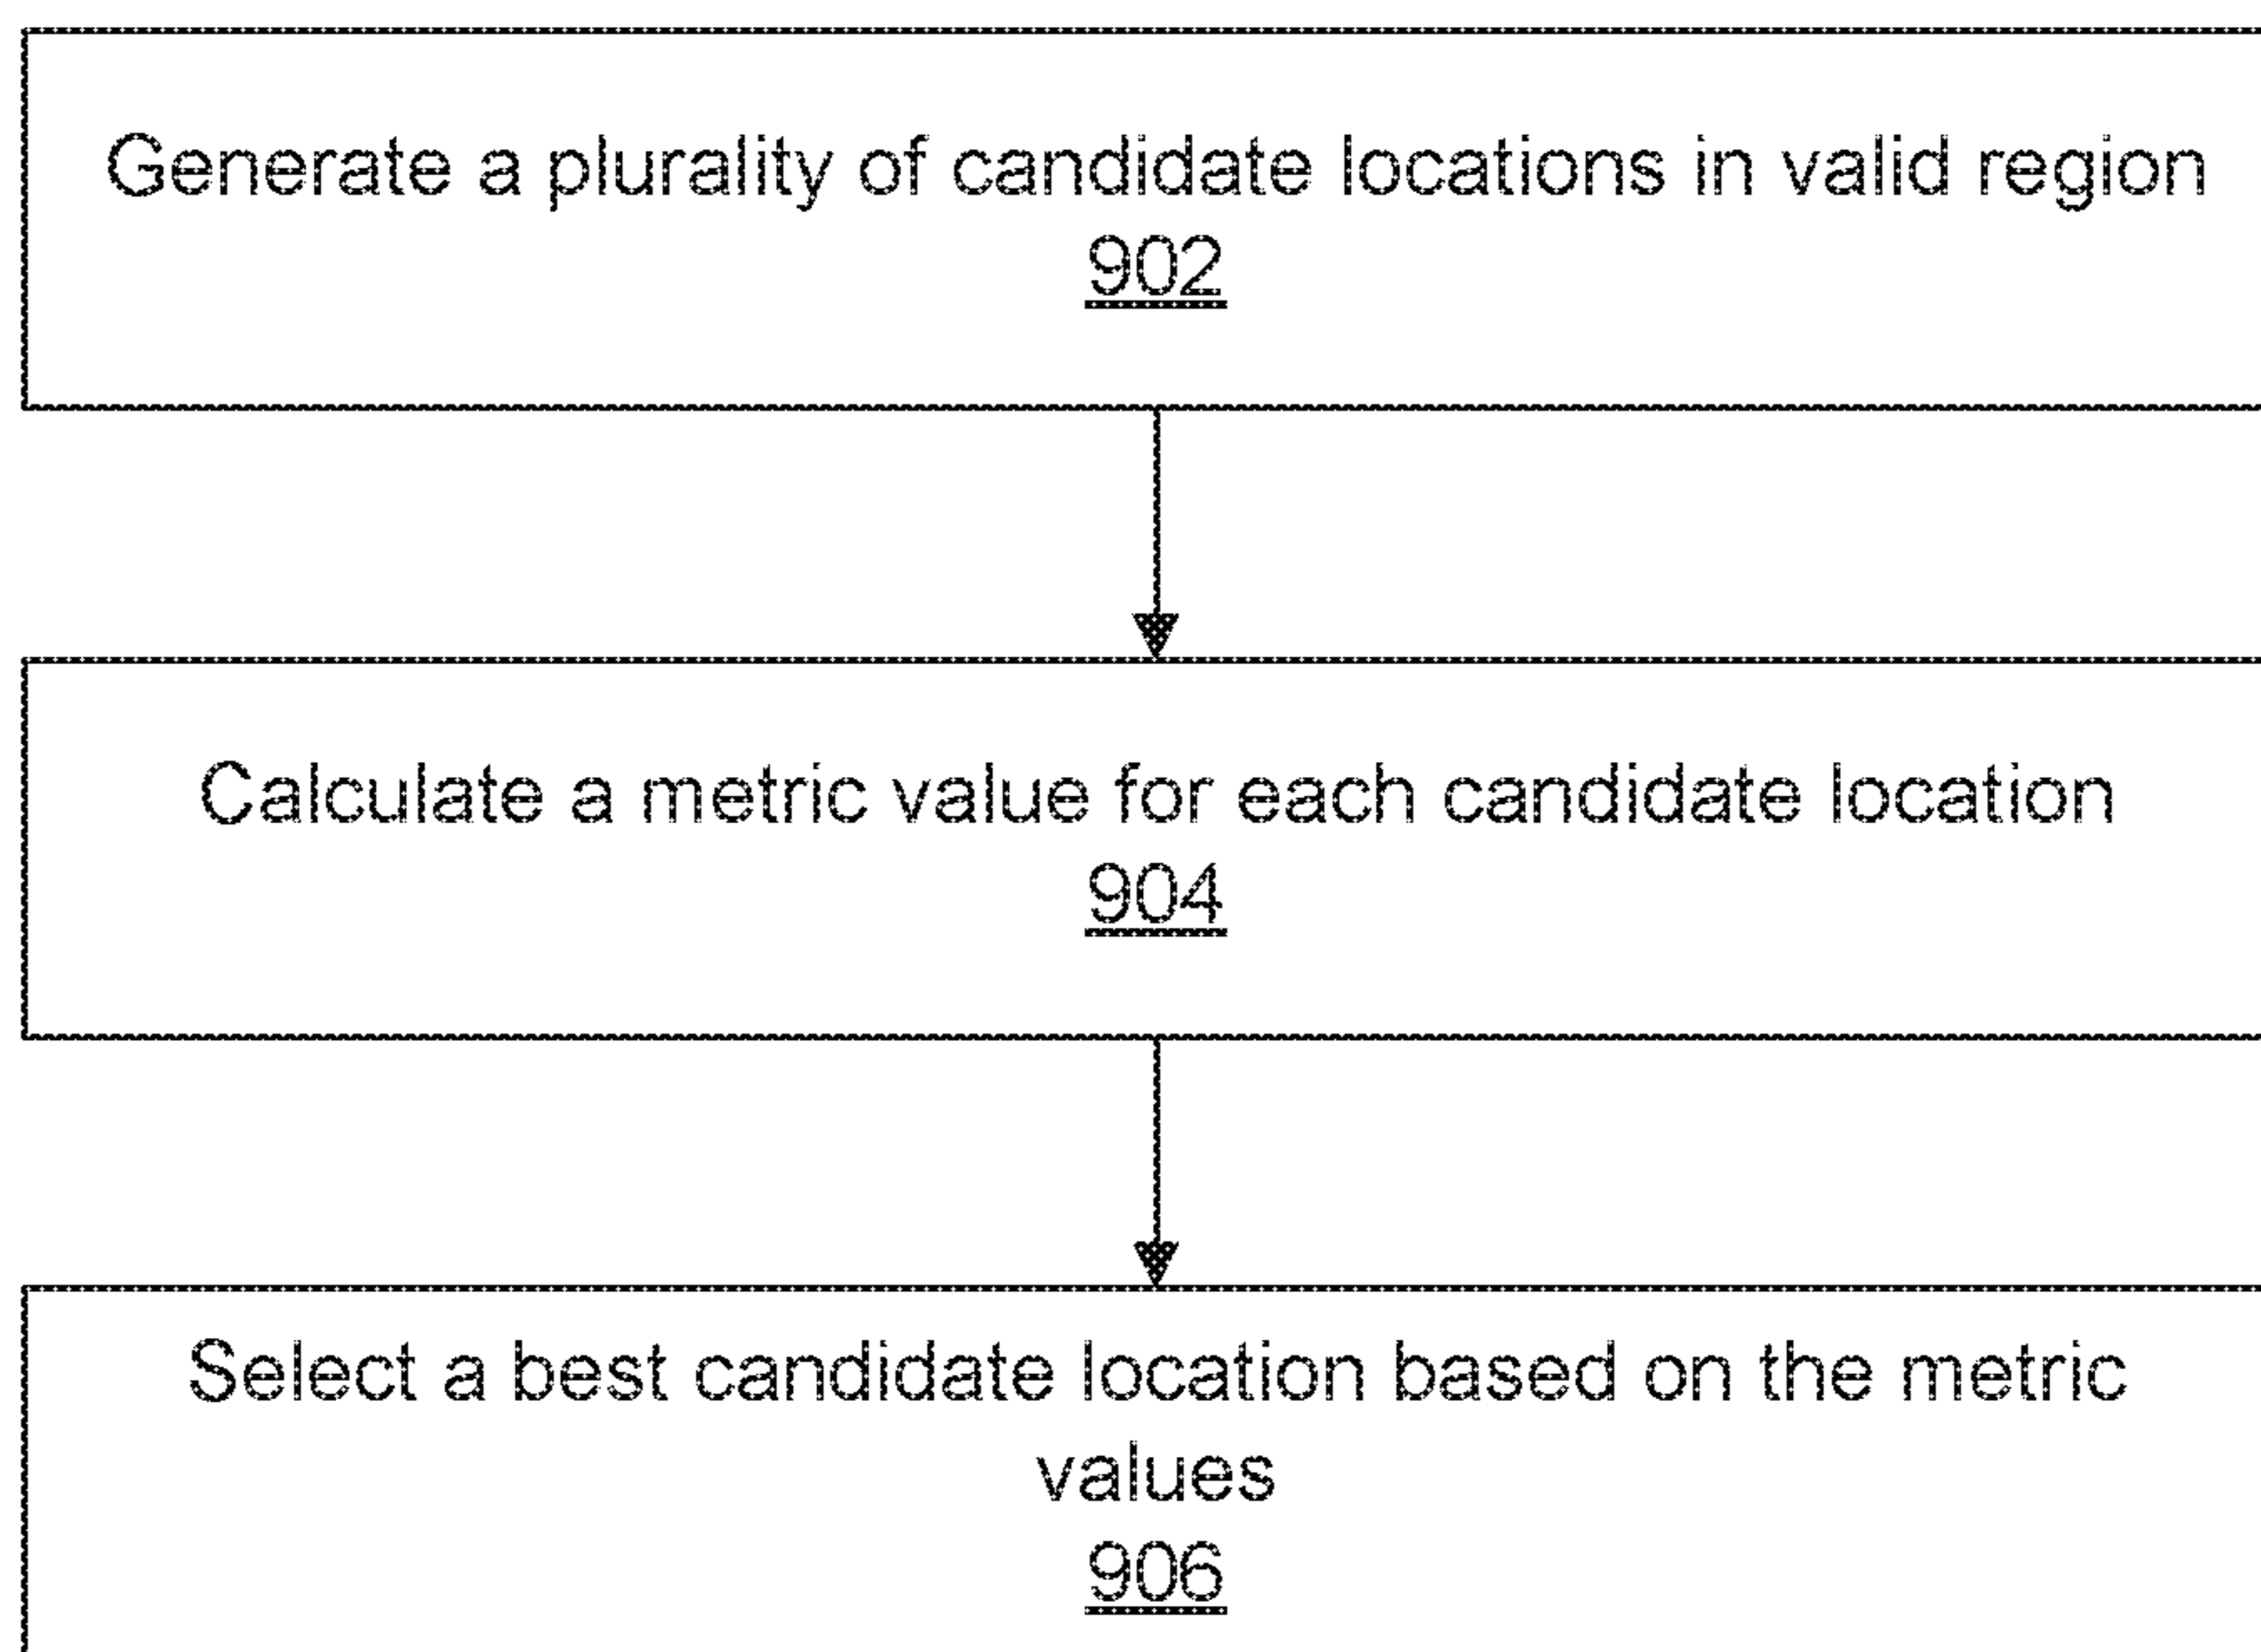 Generate a plurality of candidate locations in valid region
902
Calculate a metric value for each candidate location
904
Select a best candidate location based on the metric
values
906